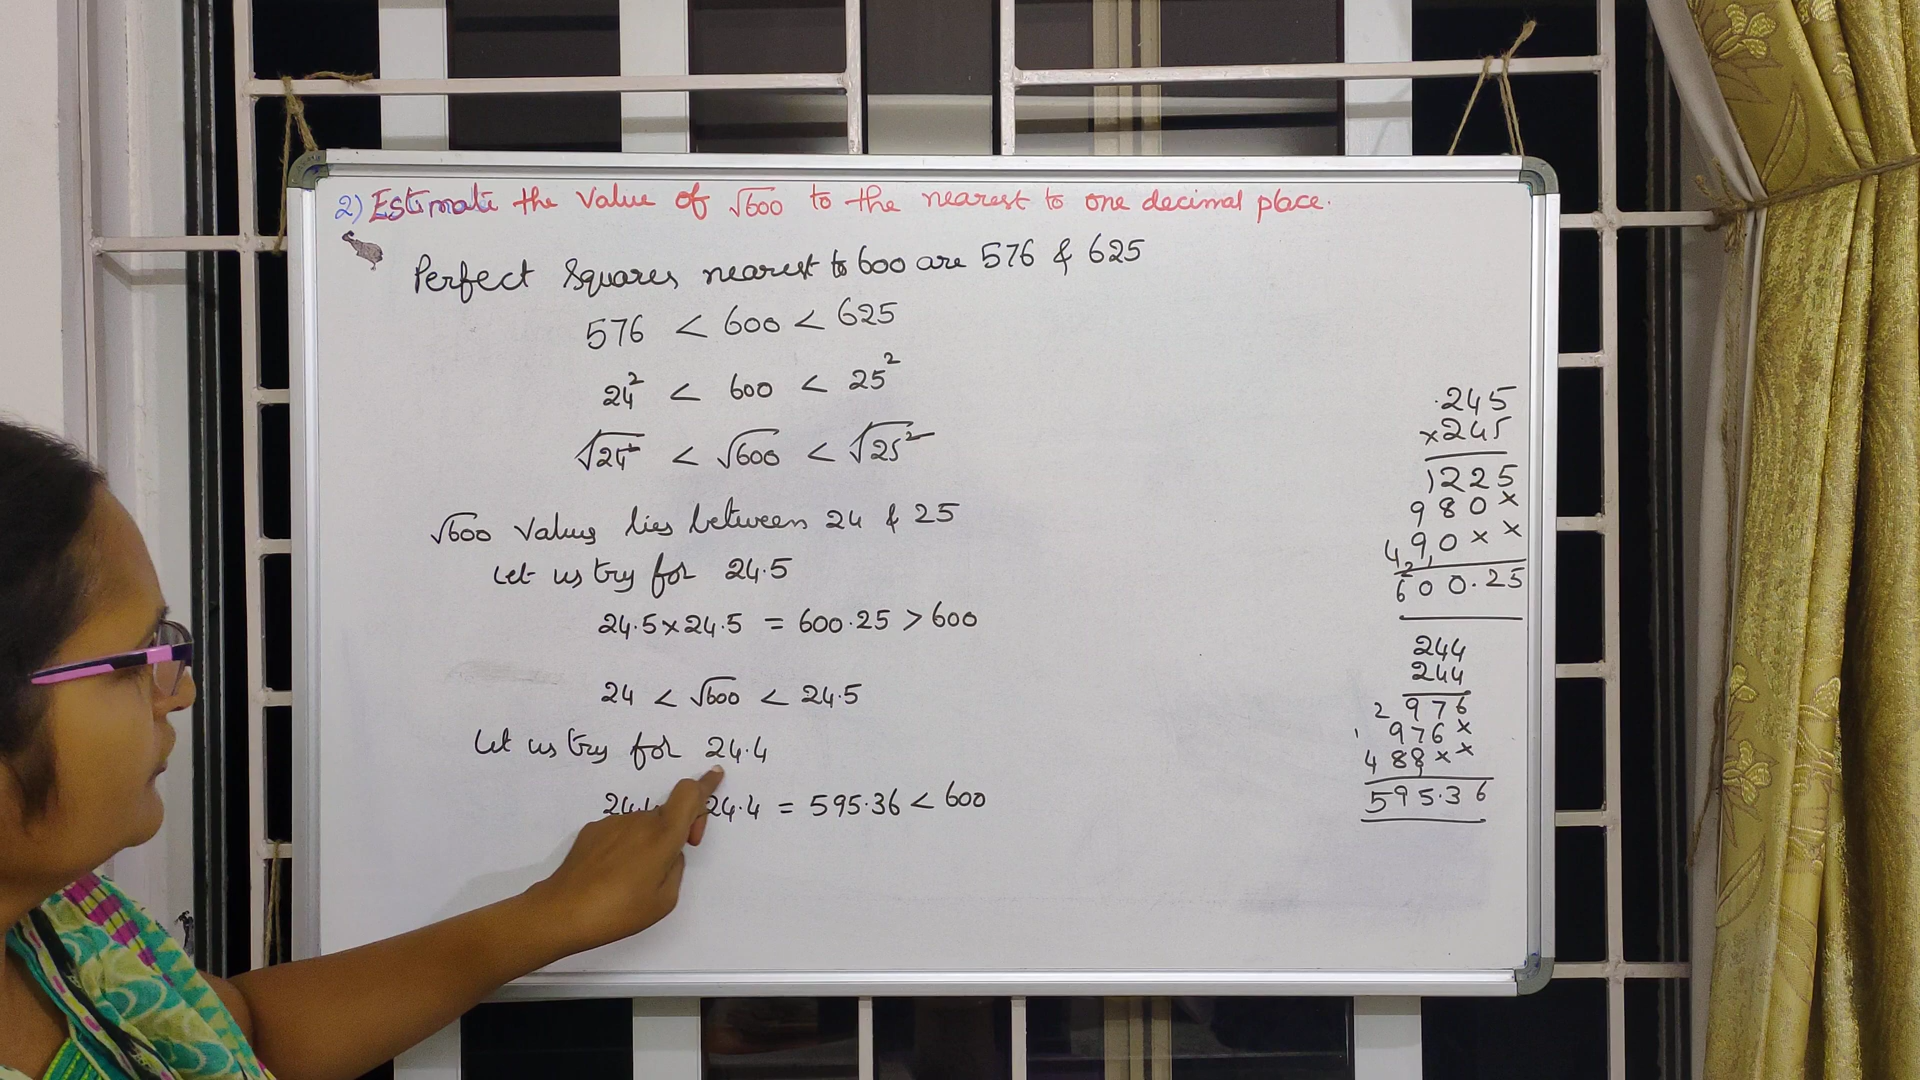 2) Estimate the Value of √600 to the nearest to one decimal place.
Perfect Squares nearest to 600 are 576 & 625
576 < 600 < 625
24² < 600 < 25²
√24² < √600 < √25²
√600 Value lies between 24 & 25
Let us try for 24.5
24.5×24.5 = 600.25 > 600
24 < √600 < 24.5
Let us try for 24.4
24.4 24.4 = 595.36 < 600
245
×245
1225
980×
490××
600.25
244
244
976
976×
488××
595.36